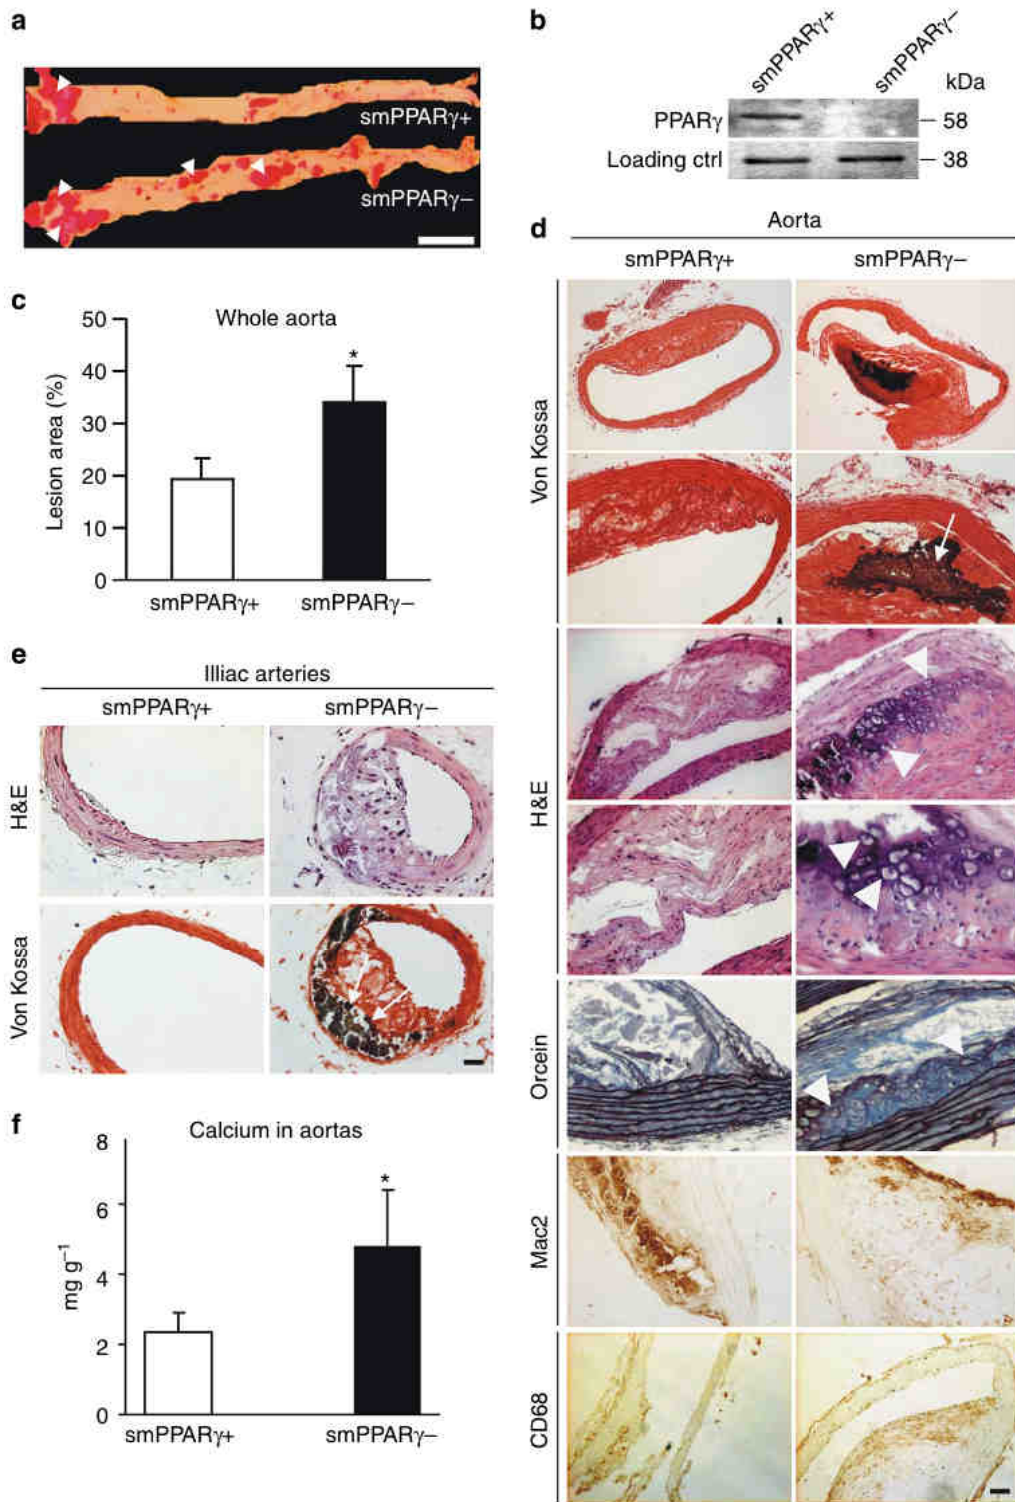 a
smPPARγ+
smPPARγ−
b
smPPARγ+
smPPARγ−
kDa
PPARγ
58
Loading ctrl
38
c
Whole aorta
Lesion area (%)
50
40
30
20
10
0
*
smPPARγ+
smPPARγ−
d
Aorta
smPPARγ+
smPPARγ−
Von Kossa
H&E
Orcein
Mac2
CD68
e
Illiac arteries
smPPARγ+
smPPARγ−
H&E
Von Kossa
f
Calcium in aortas
mg g⁻¹
8
6
4
2
0
*
smPPARγ+
smPPARγ−